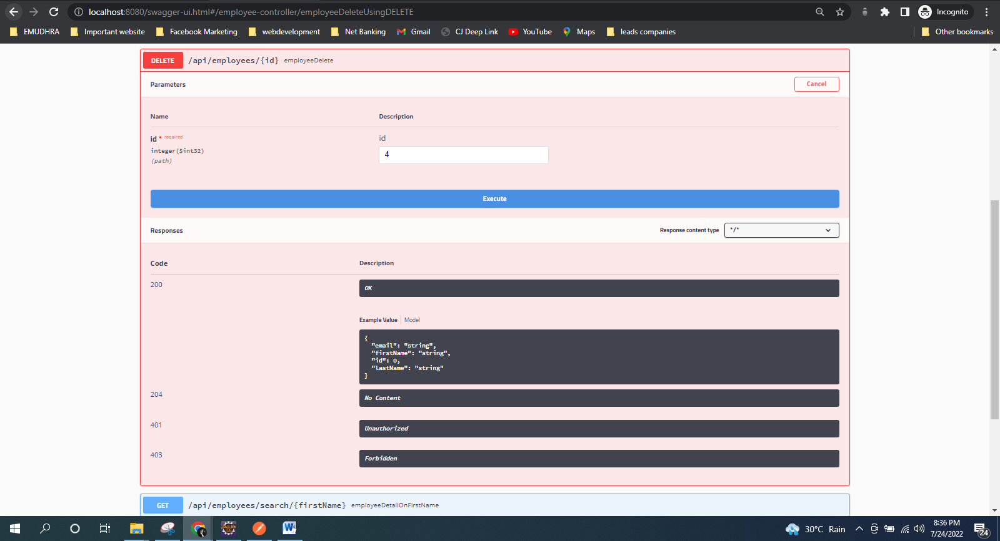 localhost:8080/swagger-ui.html#/employee-controller/employeeDeleteUsingDELETE
Incognito
EMUDHRA
Important website
Facebook Marketing
webdevelopment
Net Banking
Gmail
CJ Deep Link
YouTube
Maps
leads companies
Other bookmarks
DELETE /api/employees/{id} employeeDelete
Parameters
Cancel
Name Description
id * required
id
integer($int32)
4
(path)
Execute
Responses
Response content type */*
Code Description
200
OK
Example Value Model
{
"email": "string",
"firstName": "string",
"id": 0,
"lastName": "string"
}
204
No Content
401
Unauthorized
403
Forbidden
GET /api/employees/search/{firstName} employeeDetailOnFirstName
Java EE
IDE
W
30°C Rain
8:36 PM
7/24/2022
24